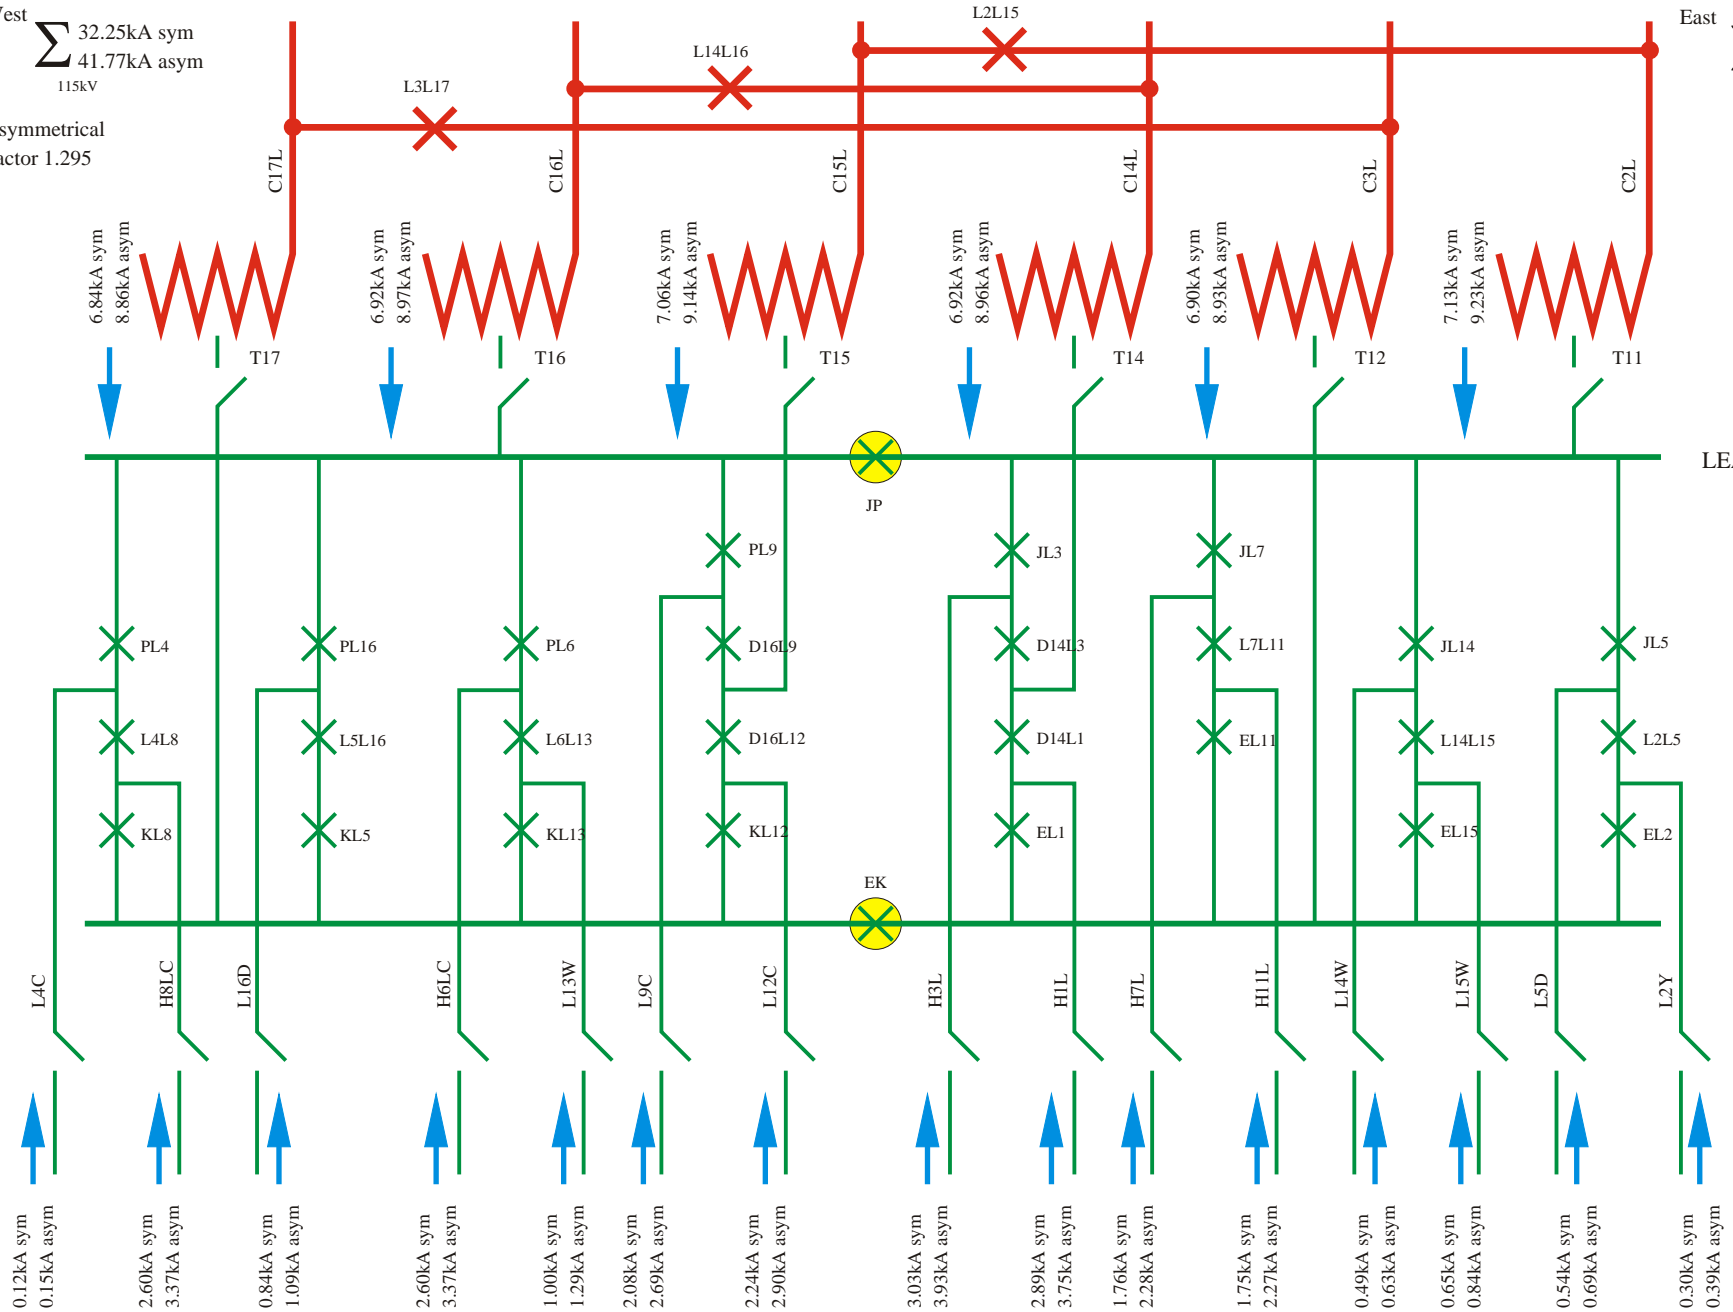 32.25kA sym
41.77kA asym
115kV
actor 1.295
East
L2L15
L14L16
L3L17
C17L
C16L
C15L
C14L
C3L
C2L
6.84kA sym
8.86kA asym
6.92kA sym
8.97kA asym
7.06kA sym
9.14kA asym
6.92kA sym
8.96kA asym
6.90kA sym
8.93kA asym
7.13kA sym
9.23kA asym
T17
T16
T15
T14
T12
T11
LE
JP
PL9
JL3
JL7
PL4
PL16
PL6
D16L9
D14L3
L7L11
JL14
JL5
L4L8
L5L16
L6L13
D16L12
D14L1
EL11
L14L15
L2L5
KL8
KL5
KL13
KL12
EL1
EL15
EL2
EK
L4C
H8LC
L16D
H6LC
L13W
L9C
L12C
H3L
H1L
H7L
H11L
L14W
L15W
L5D
L2Y
0.12kA sym
0.15kA asym
2.60kA sym
3.37kA asym
0.84kA sym
1.09kA asym
2.60kA sym
3.37kA asym
1.00kA sym
1.29kA asym
2.08kA sym
2.69kA asym
2.24kA sym
2.90kA asym
3.03kA sym
3.93kA asym
2.89kA sym
3.75kA asym
1.76kA sym
2.28kA asym
1.75kA sym
2.27kA asym
0.49kA sym
0.63kA asym
0.65kA sym
0.84kA asym
0.54kA sym
0.69kA asym
0.30kA sym
0.39kA asym